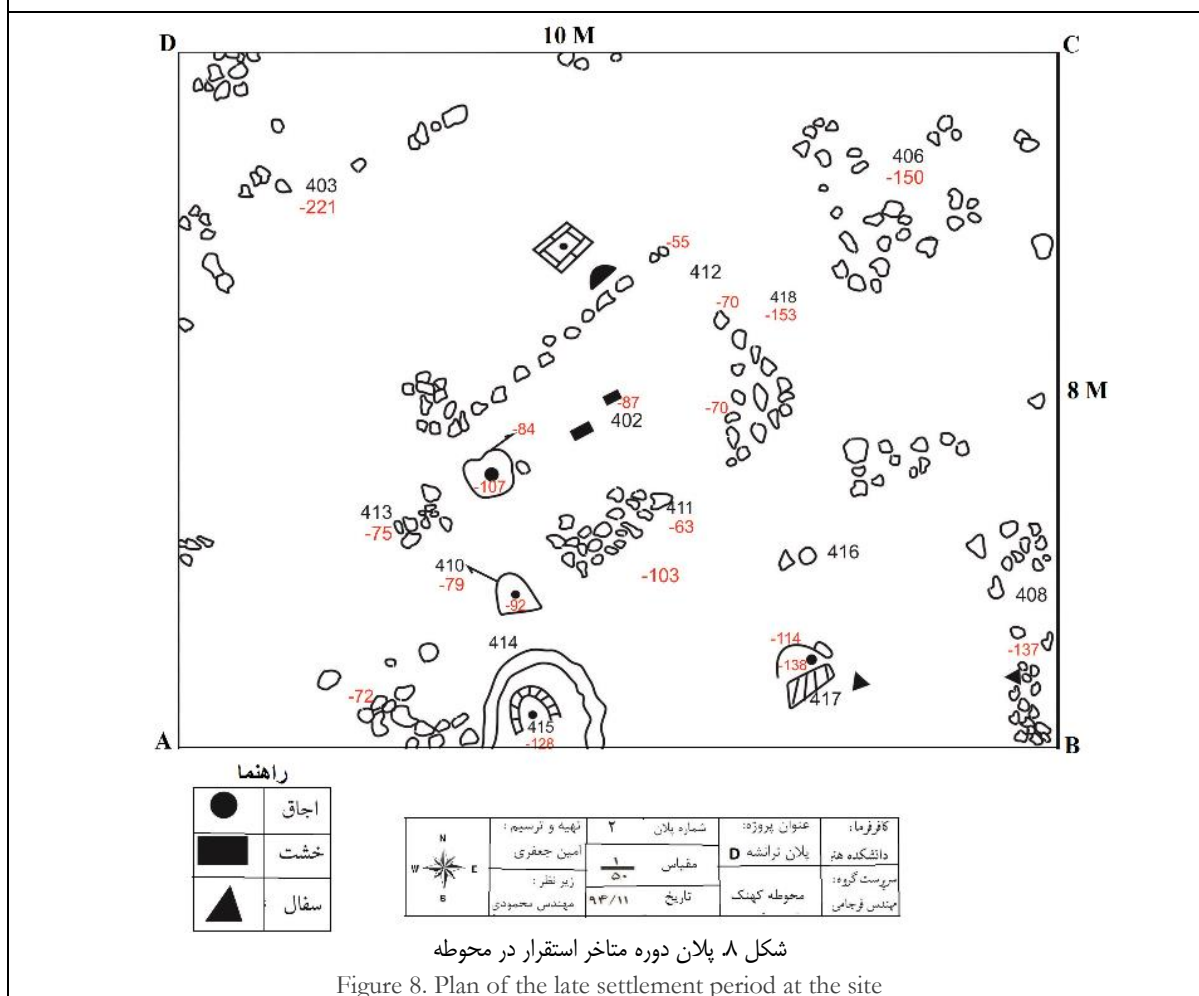 D 10 M C
406
-150
403
-221
-55
412
418
-70 -153
8 M
-87
-70
402
-84
-107
413
-75
411
-63
-103
410
-79
416
-92
408
414
-114
-137
-138
-72
417
415
-128
A B
راهنما
اجاق
خشت
سفال
N
W E
تهیه و ترسیم :
امین جعفری
زیر نظر :
مهندس محمودی
شماره پلان ۲
مقیاس ۱/۵۰
تاریخ ۹۴/۱۱
عنوان پروژه:
پلان ترانشه D
محوطه کهنک
کافرفرما:
دانشکده هنر
سرپرست گروه:
مهندس فرجامی
شکل ۸. پلان دوره متاخر استقرار در محوطه
Figure 8. Plan of the late settlement period at the site